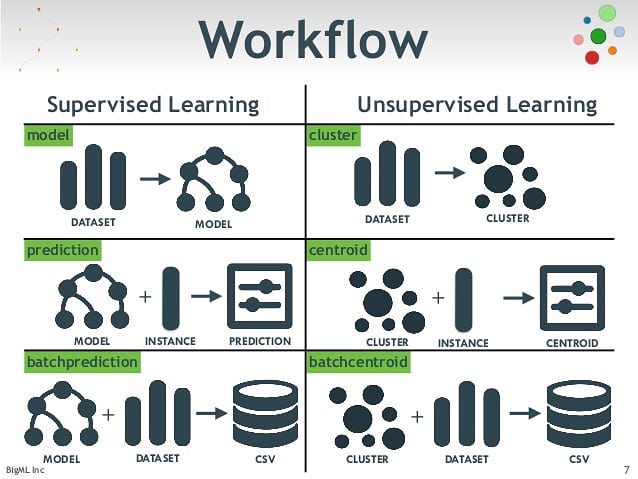 Workflow
Supervised Learning
Unsupervised Learning
model
cluster
DATASET
MODEL
DATASET
CLUSTER
prediction
centroid
+
+
MODEL
INSTANCE
PREDICTION
CLUSTER
INSTANCE
CENTROID
batchprediction
batchcentroid
+
+
MODEL
DATASET
CSV
CLUSTER
DATASET
CSV
BigML Inc
7